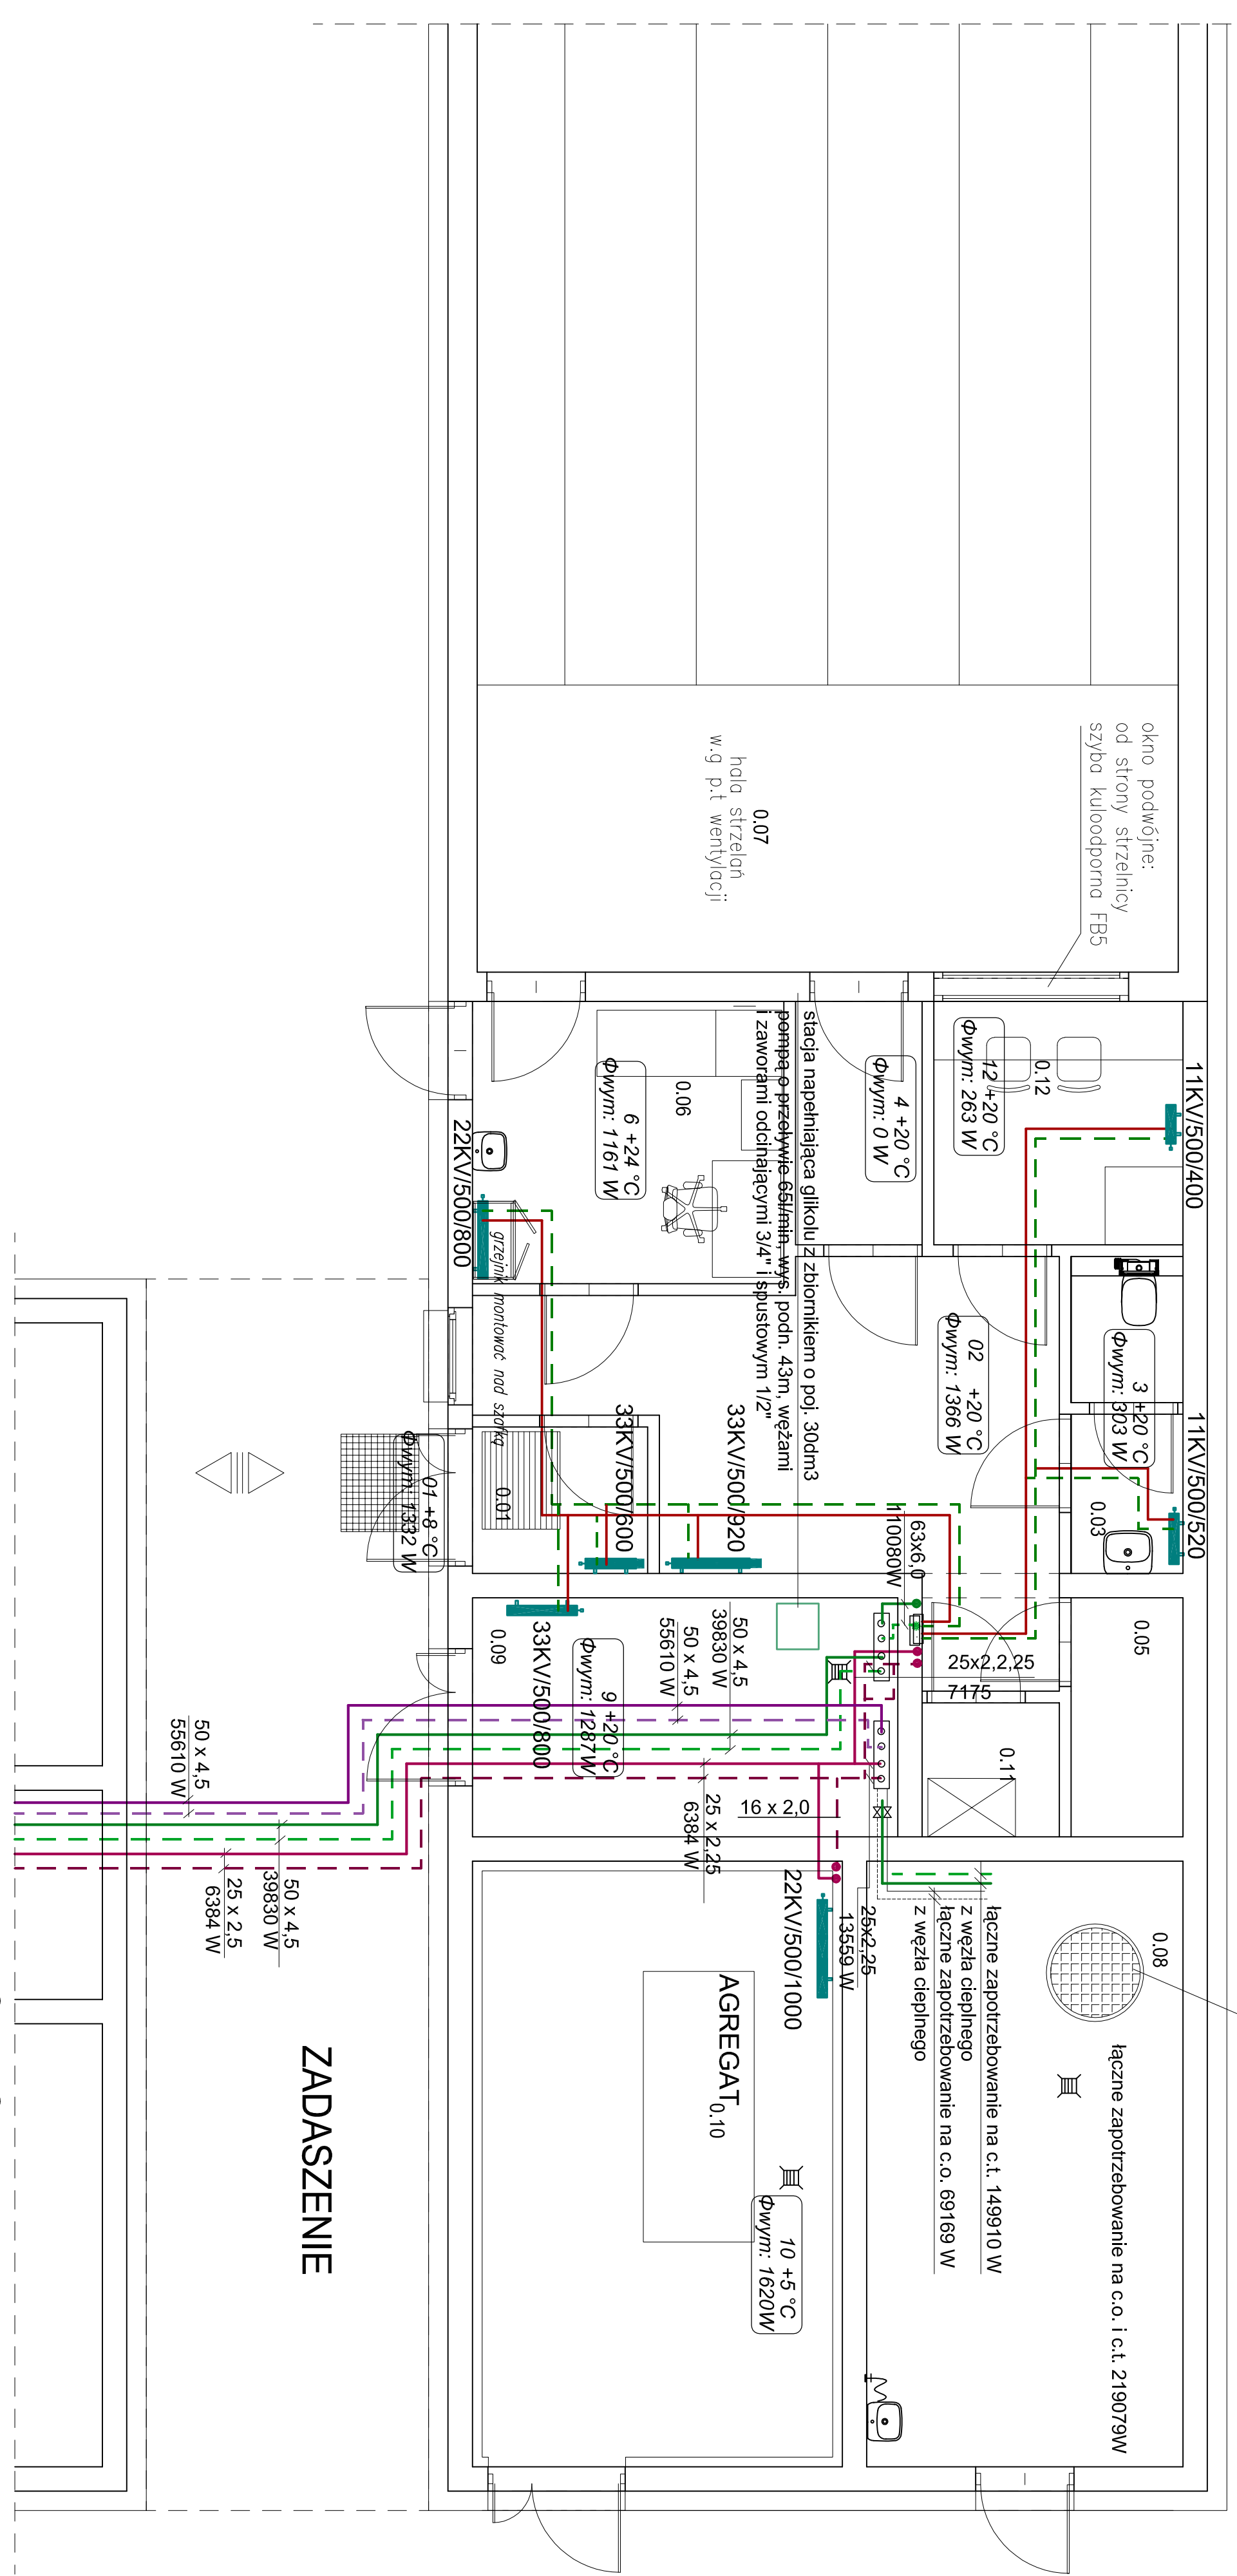 okno podwójne:
od strony strzelnicy
szyba kuloodporna FB5
0.07
hala strzelań
w.g p.t wentylacji
11KV/500/400
0.12
12 +20 °C
Φwym: 263 W
4 +20 °C
Φwym: 0 W
stacja napełniająca glikolu z zbiornikiem o poj. 30dm3
pompą o przepływie 65l/min, wys. podn. 43m, wężami
i zaworami odcinającymi 3/4" i spustowym 1/2"
0.06
6 +24 °C
Φwym: 1161 W
22KV/500/800
grzejnik montować nad szafką
3 +20 °C
Φwym: 303 W
02 +20 °C
Φwym: 1366 W
11KV/500/520
0.03
33KV/500/920
33KV/500/600
0.01
01 +8 °C
Φwym: 1332 W
63x6,0
110080W
0.05
25x2,2,25
7175
0.11
50 x 4,5
39830 W
50 x 4,5
55610 W
9 +20 °C
Φwym: 1287W
33KV/500/800
0.09
16 x 2,0
25 x 2,25
6384 W
50 x 4,5
55610 W
50 x 4,5
39830 W
25 x 2,5
6384 W
25x2,25
13559 W
22KV/500/1000
0.08
łączne zapotrzebowanie na c.t. 149910 W
z węzła cieplnego
łączne zapotrzebowanie na c.o. 69169 W
z węzła cieplnego
łączne zapotrzebowanie na c.o. i c.t. 219079W
AGREGAT
0.10
10 +5 °C
Φwym: 1620W
ZADASZENIE